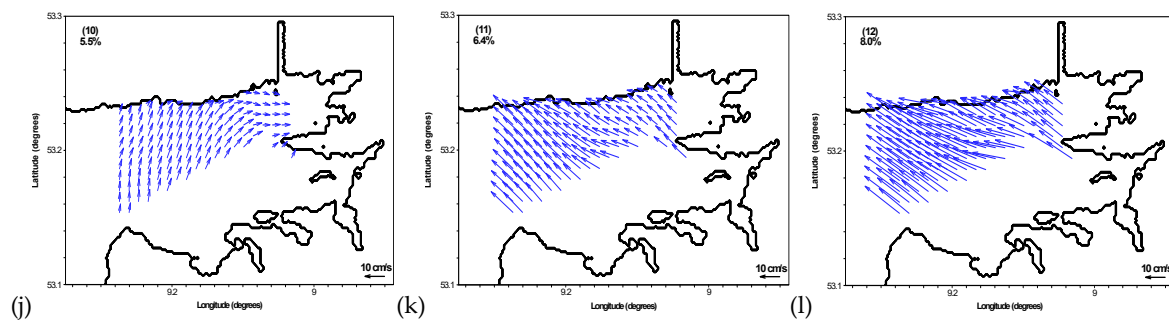 53.3
(10)
5.5%
Latitude (degrees)
53.2
10 cm/s
53.1
9.2
9
Longitude (degrees)
(j)
53.3
(11)
6.4%
Latitude (degrees)
53.2
10 cm/s
53.1
9.2
9
Longitude (degrees)
(k)
53.3
(12)
8.0%
Latitude (degrees)
53.2
10 cm/s
53.1
9.2
9
Longitude (degrees)
(l)